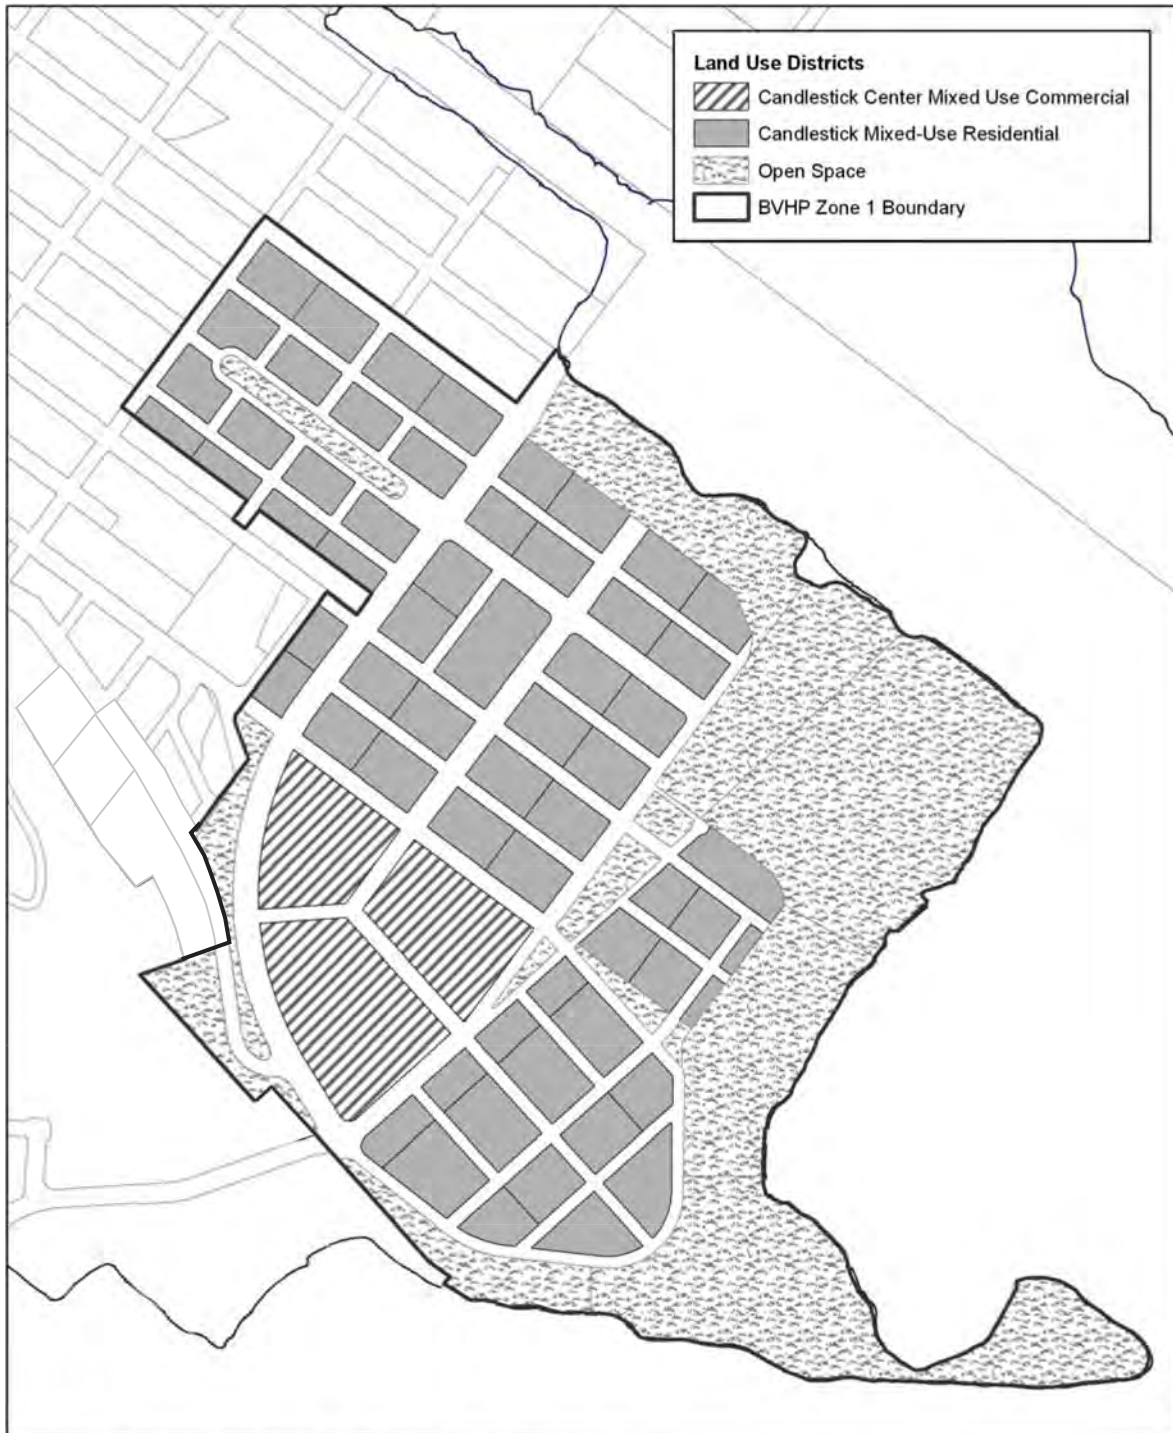 Land Use Districts
Candlestick Center Mixed Use Commercial
Candlestick Mixed-Use Residential
Open Space
BVHP Zone 1 Boundary